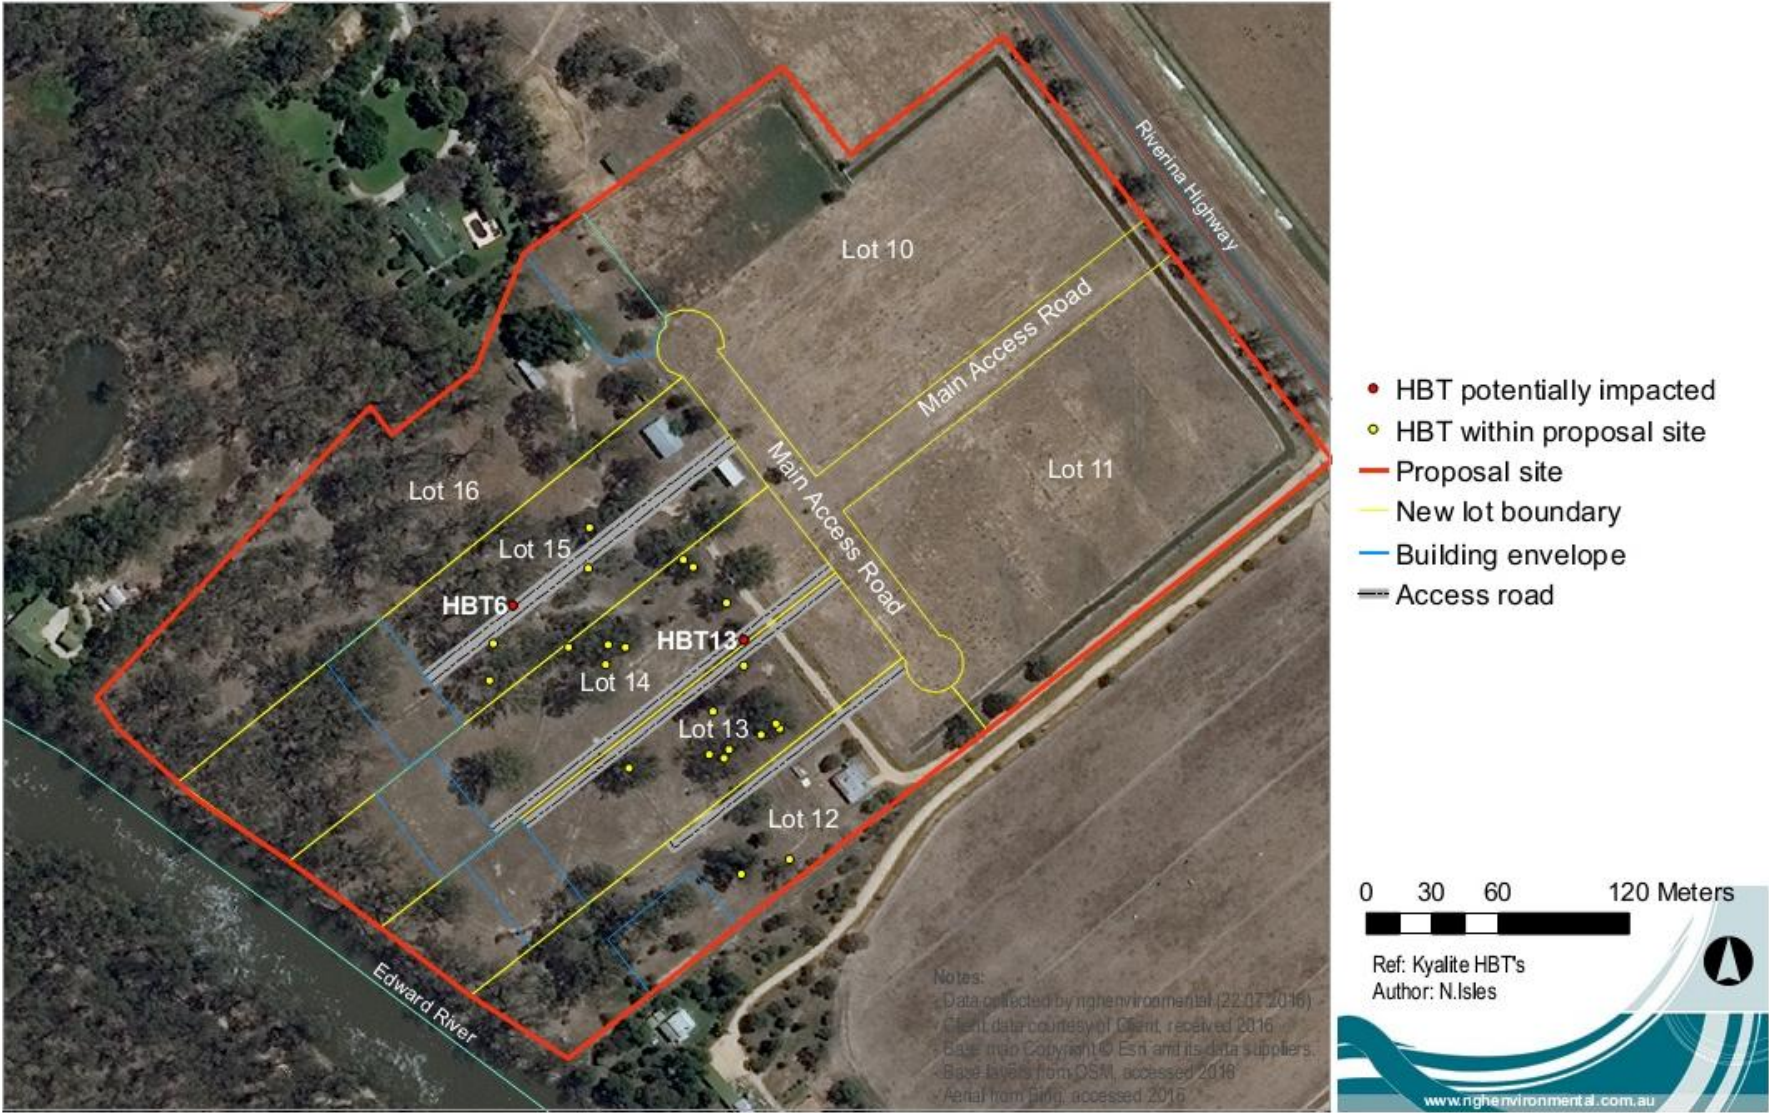 Riverina Highway
Lot 10
Main Access Road
Lot 11
Main Access Road
Lot 16
Lot 15
HBT6
HBT13
Lot 14
Lot 13
Lot 12
Edward River
Notes:
- Data collected by nghenvironmental (22.07.2016)
- Client data courtesy of Client, received 2016
- Base map Copyright © Esri and its data suppliers.
- Base layers from OSM, accessed 2016
- Aerial from Bing, accessed 2016
HBT potentially impacted
HBT within proposal site
Proposal site
New lot boundary
Building envelope
Access road
0 30 60 120 Meters
Ref: Kyalite HBT's
Author: N.Isles
www.nghenvironmental.com.au